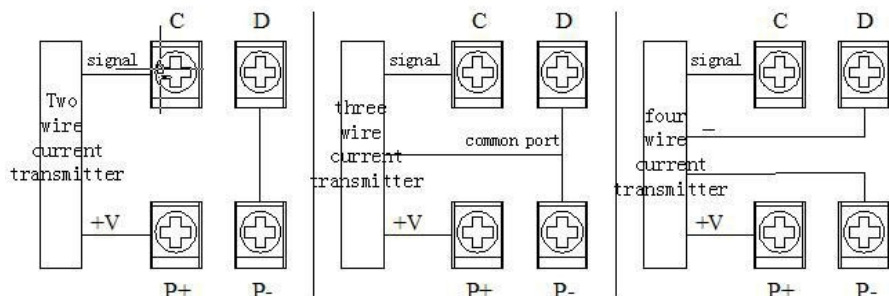 C D
signal
Two
wire
current
transmitter
+V
P+ P-
C D
signal
three
wire
common port
current
transmitter
+V
P+ P-
C D
signal
four
wire
current
transmitter
+V
P+ P-